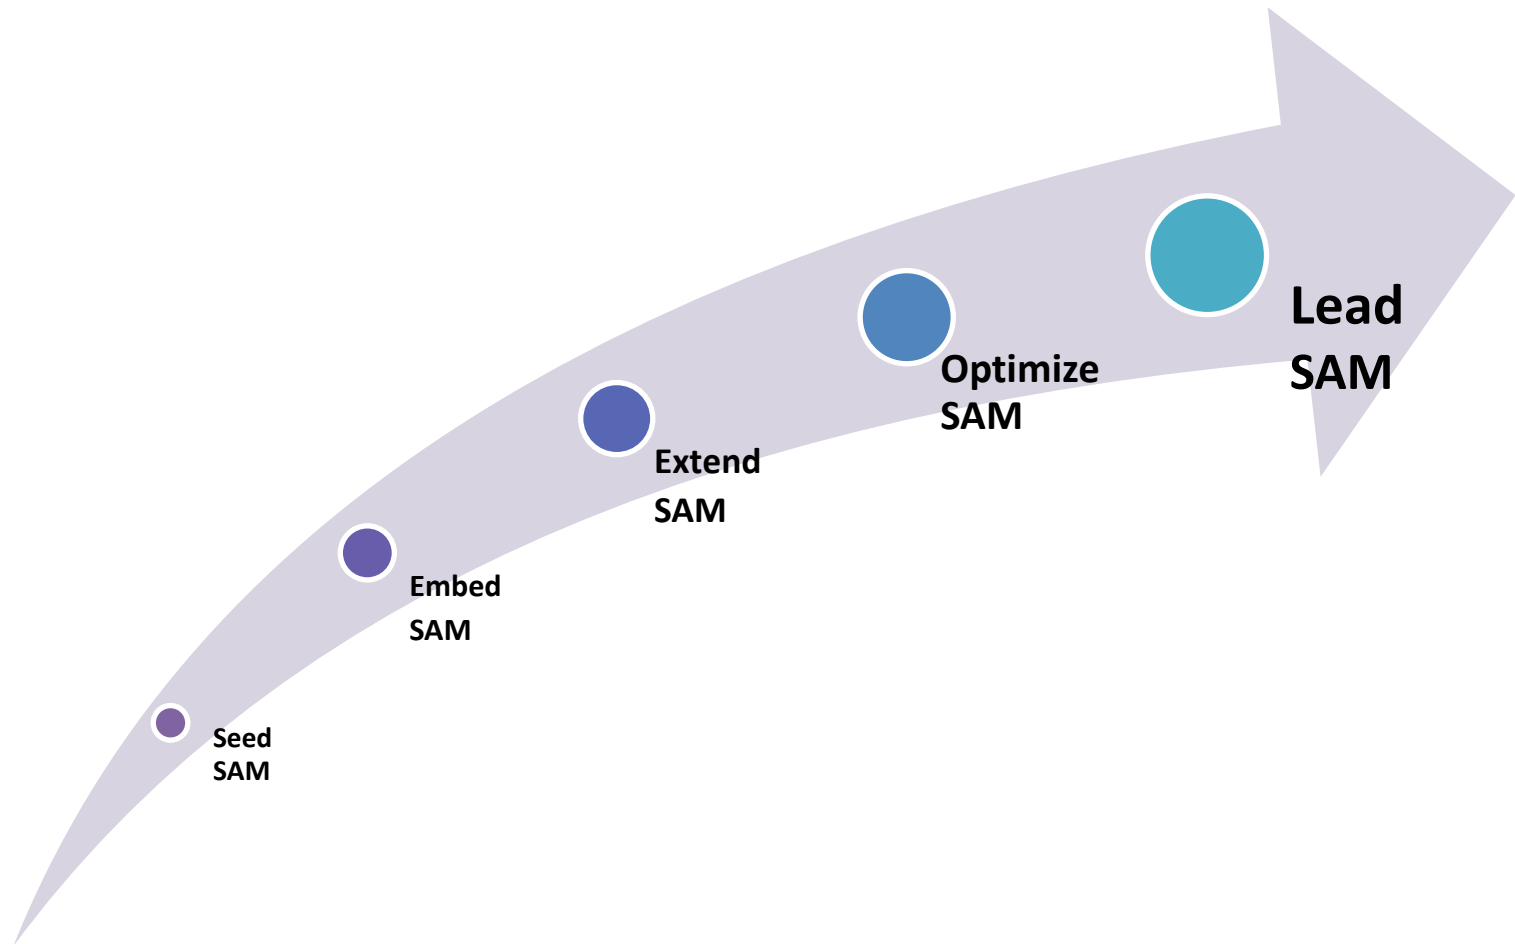 Seed
SAM
Embed
SAM
Extend
SAM
Optimize
SAM
Lead
SAM